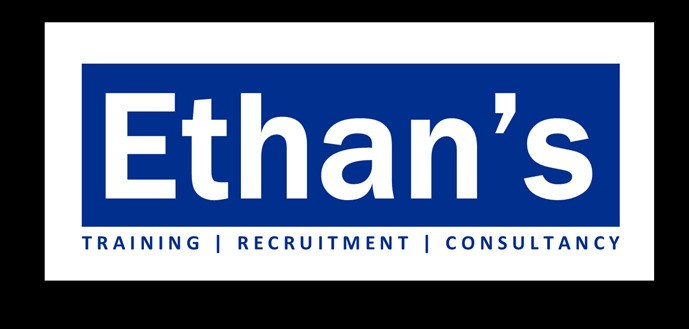 Ethan’s
TRAINING | RECRUITMENT | CONSULTANCY